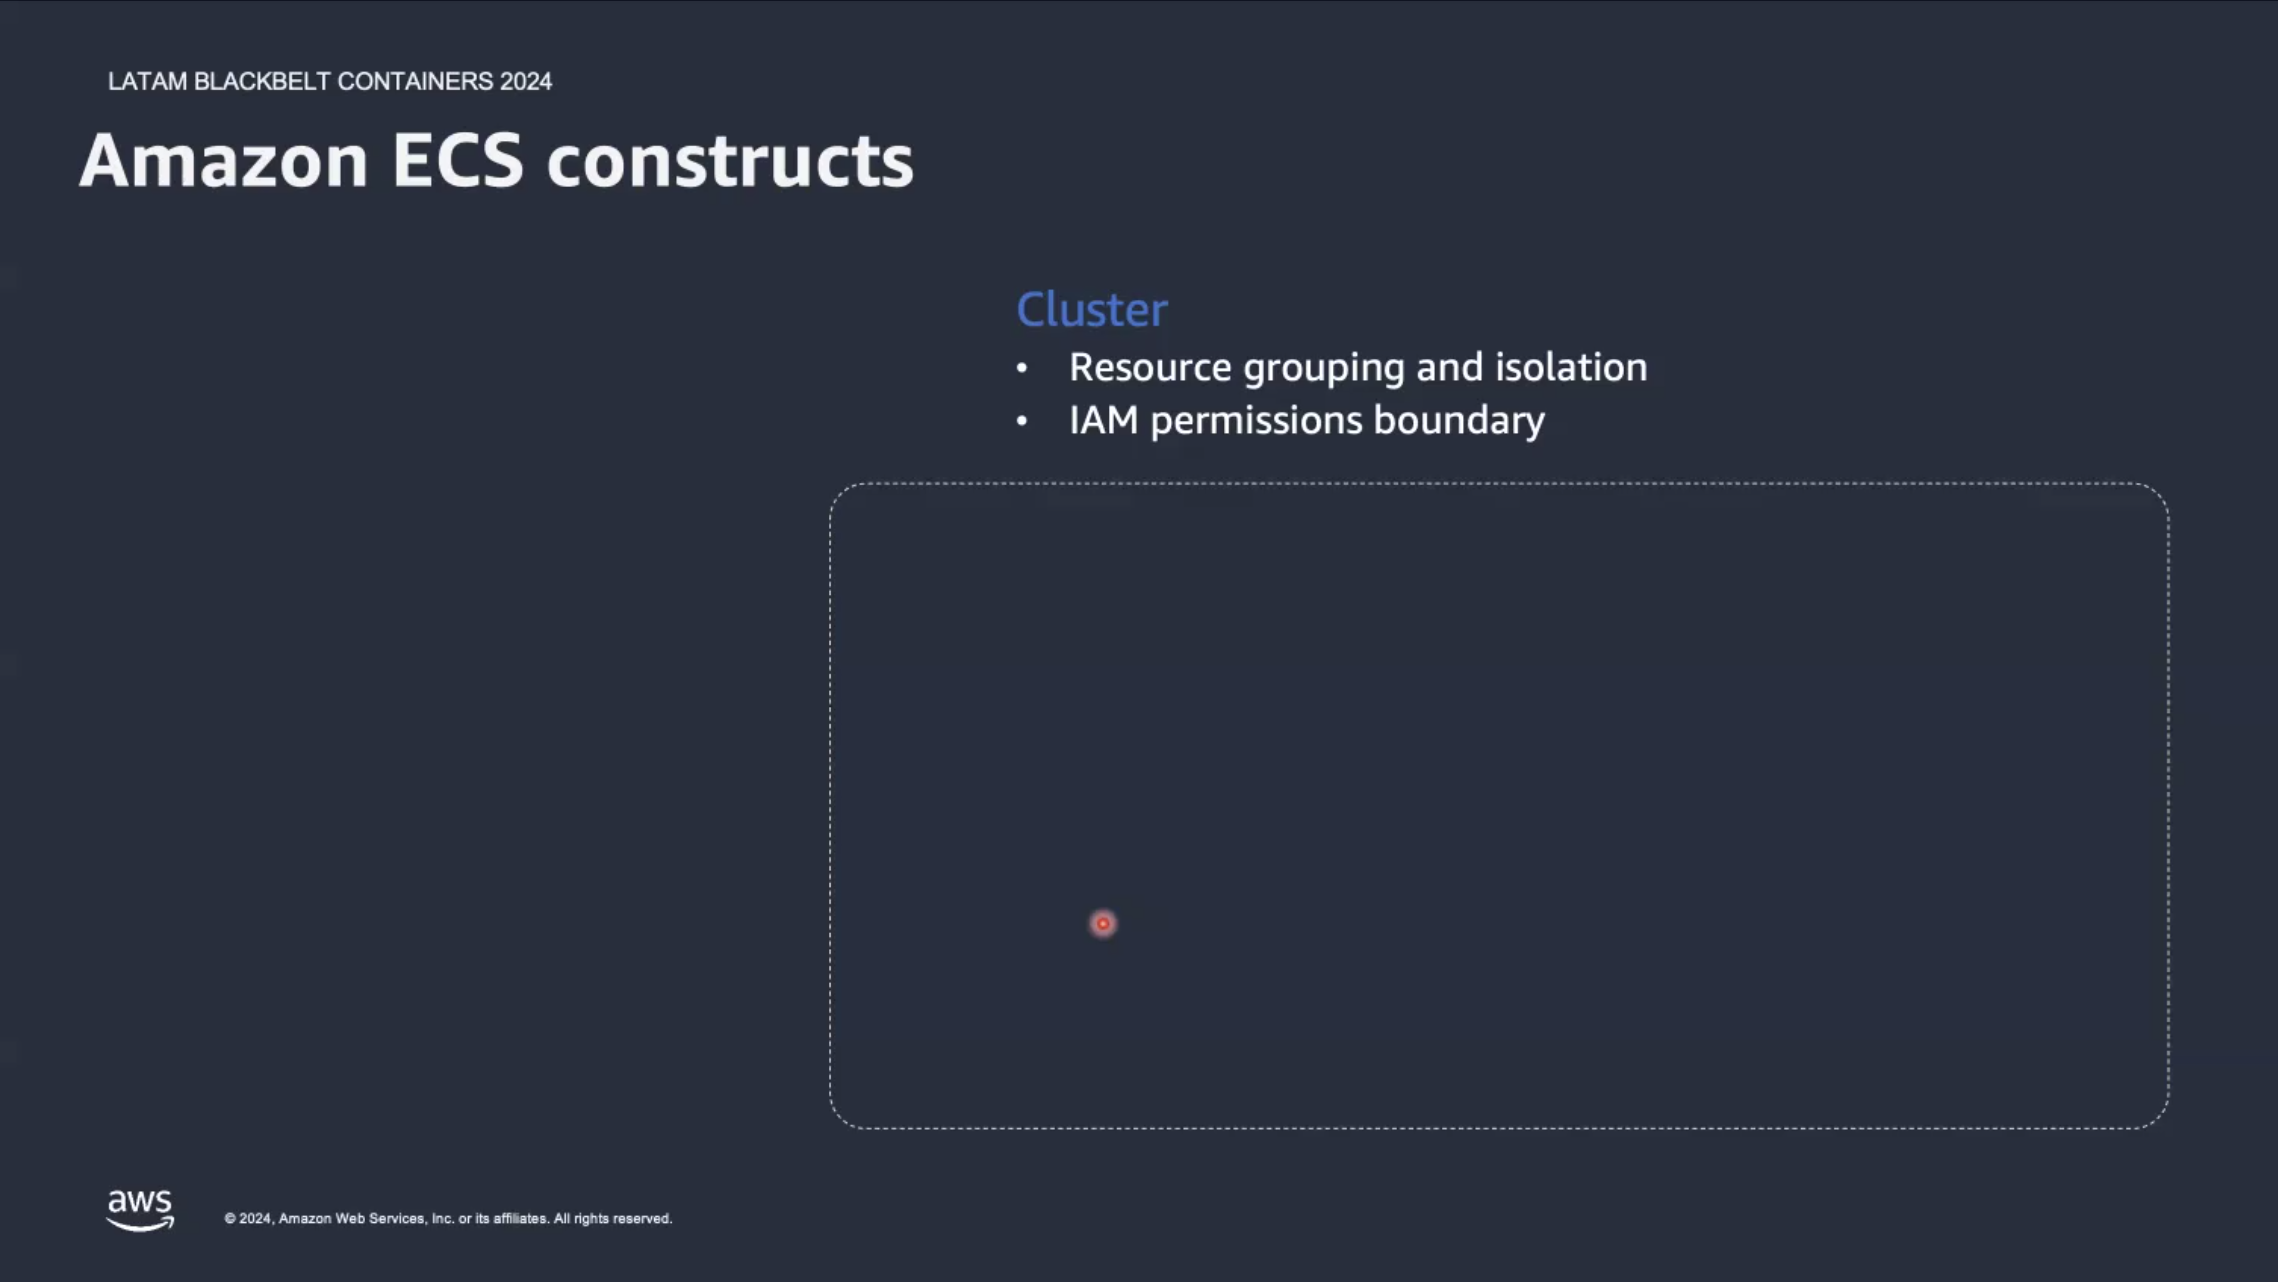 LATAM BLACKBELT CONTAINERS 2024
Amazon ECS constructs
Cluster
• Resource grouping and isolation
• IAM permissions boundary
aws
© 2024, Amazon Web Services, Inc. or its affiliates. All rights reserved.